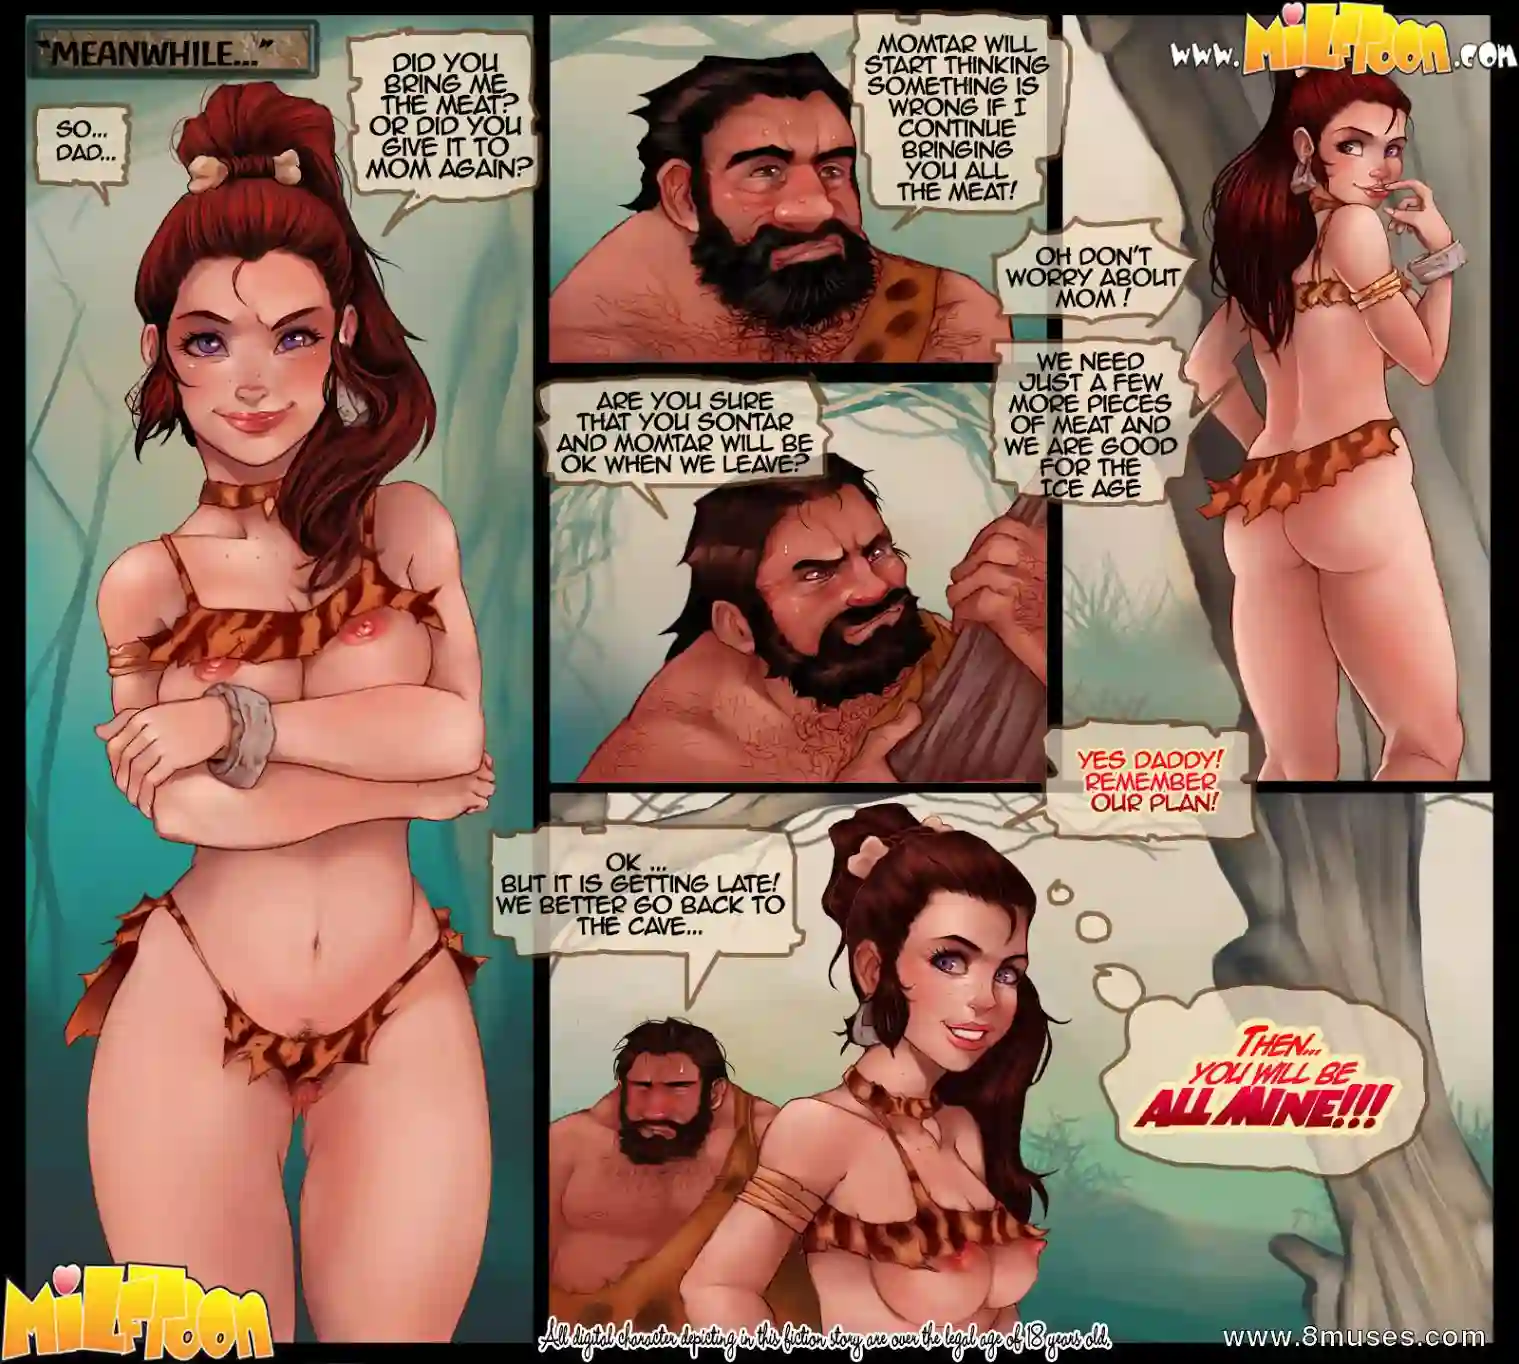 "MEANWHILE..."
SO...
DAD...
DID YOU
BRING ME
THE MEAT?
OR DID YOU
GIVE IT TO
MOM AGAIN?
MOMTAR WILL
START THINKING
SOMETHING IS
WRONG IF I
CONTINUE
BRINGING
YOU ALL
THE MEAT!
www.MilfToon.com
OH DON'T
WORRY ABOUT
MOM!
WE NEED
JUST A FEW
MORE PIECES
OF MEAT AND
WE ARE GOOD
FOR THE
ICE AGE
ARE YOU SURE
THAT YOU SONTAR
AND MOMTAR WILL BE
OK WHEN WE LEAVE?
YES DADDY!
REMEMBER
OUR PLAN!
OK ...
BUT IT IS GETTING LATE!
WE BETTER GO BACK TO
THE CAVE...
THEN...
YOU WILL BE
ALL MINE!!!
MilfToon
All digital character depicting in this fiction story are over the legal age of 18 years old.
www.8muses.com